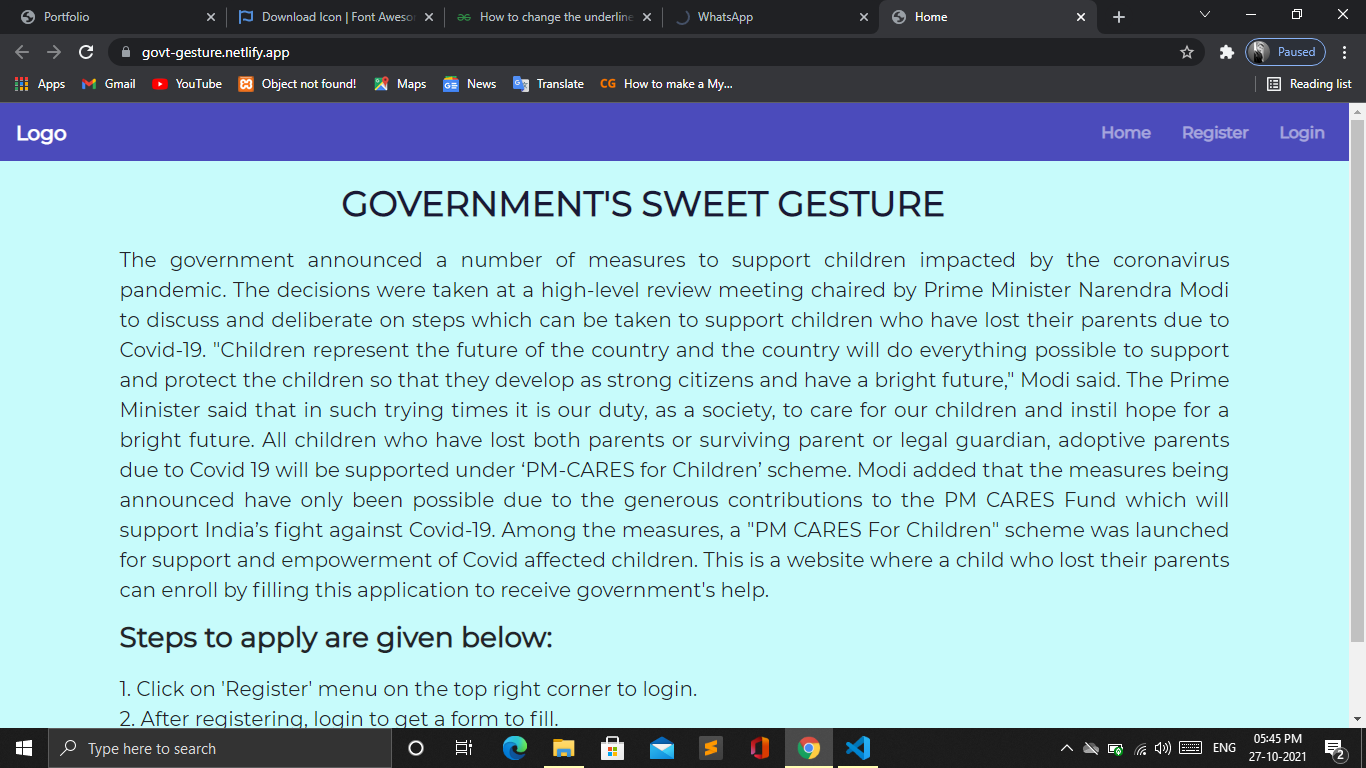 Portfolio
Download Icon | Font Aweso
How to change the underline
WhatsApp
Home
govt-gesture.netlify.app
Paused
Apps
Gmail
YouTube
Object not found!
Maps
News
Translate
CG How to make a My...
Reading list
Logo
Home
Register
Login
GOVERNMENT'S SWEET GESTURE
The government announced a number of measures to support children impacted by the coronavirus
pandemic. The decisions were taken at a high-level review meeting chaired by Prime Minister Narendra Modi
to discuss and deliberate on steps which can be taken to support children who have lost their parents due to
Covid-19. "Children represent the future of the country and the country will do everything possible to support
and protect the children so that they develop as strong citizens and have a bright future," Modi said. The Prime
Minister said that in such trying times it is our duty, as a society, to care for our children and instil hope for a
bright future. All children who have lost both parents or surviving parent or legal guardian, adoptive parents
due to Covid 19 will be supported under ‘PM-CARES for Children’ scheme. Modi added that the measures being
announced have only been possible due to the generous contributions to the PM CARES Fund which will
support India’s fight against Covid-19. Among the measures, a "PM CARES For Children" scheme was launched
for support and empowerment of Covid affected children. This is a website where a child who lost their parents
can enroll by filling this application to receive government's help.
Steps to apply are given below:
1. Click on 'Register' menu on the top right corner to login.
2. After registering, login to get a form to fill.
Type here to search
ENG
05:45 PM
27-10-2021
2